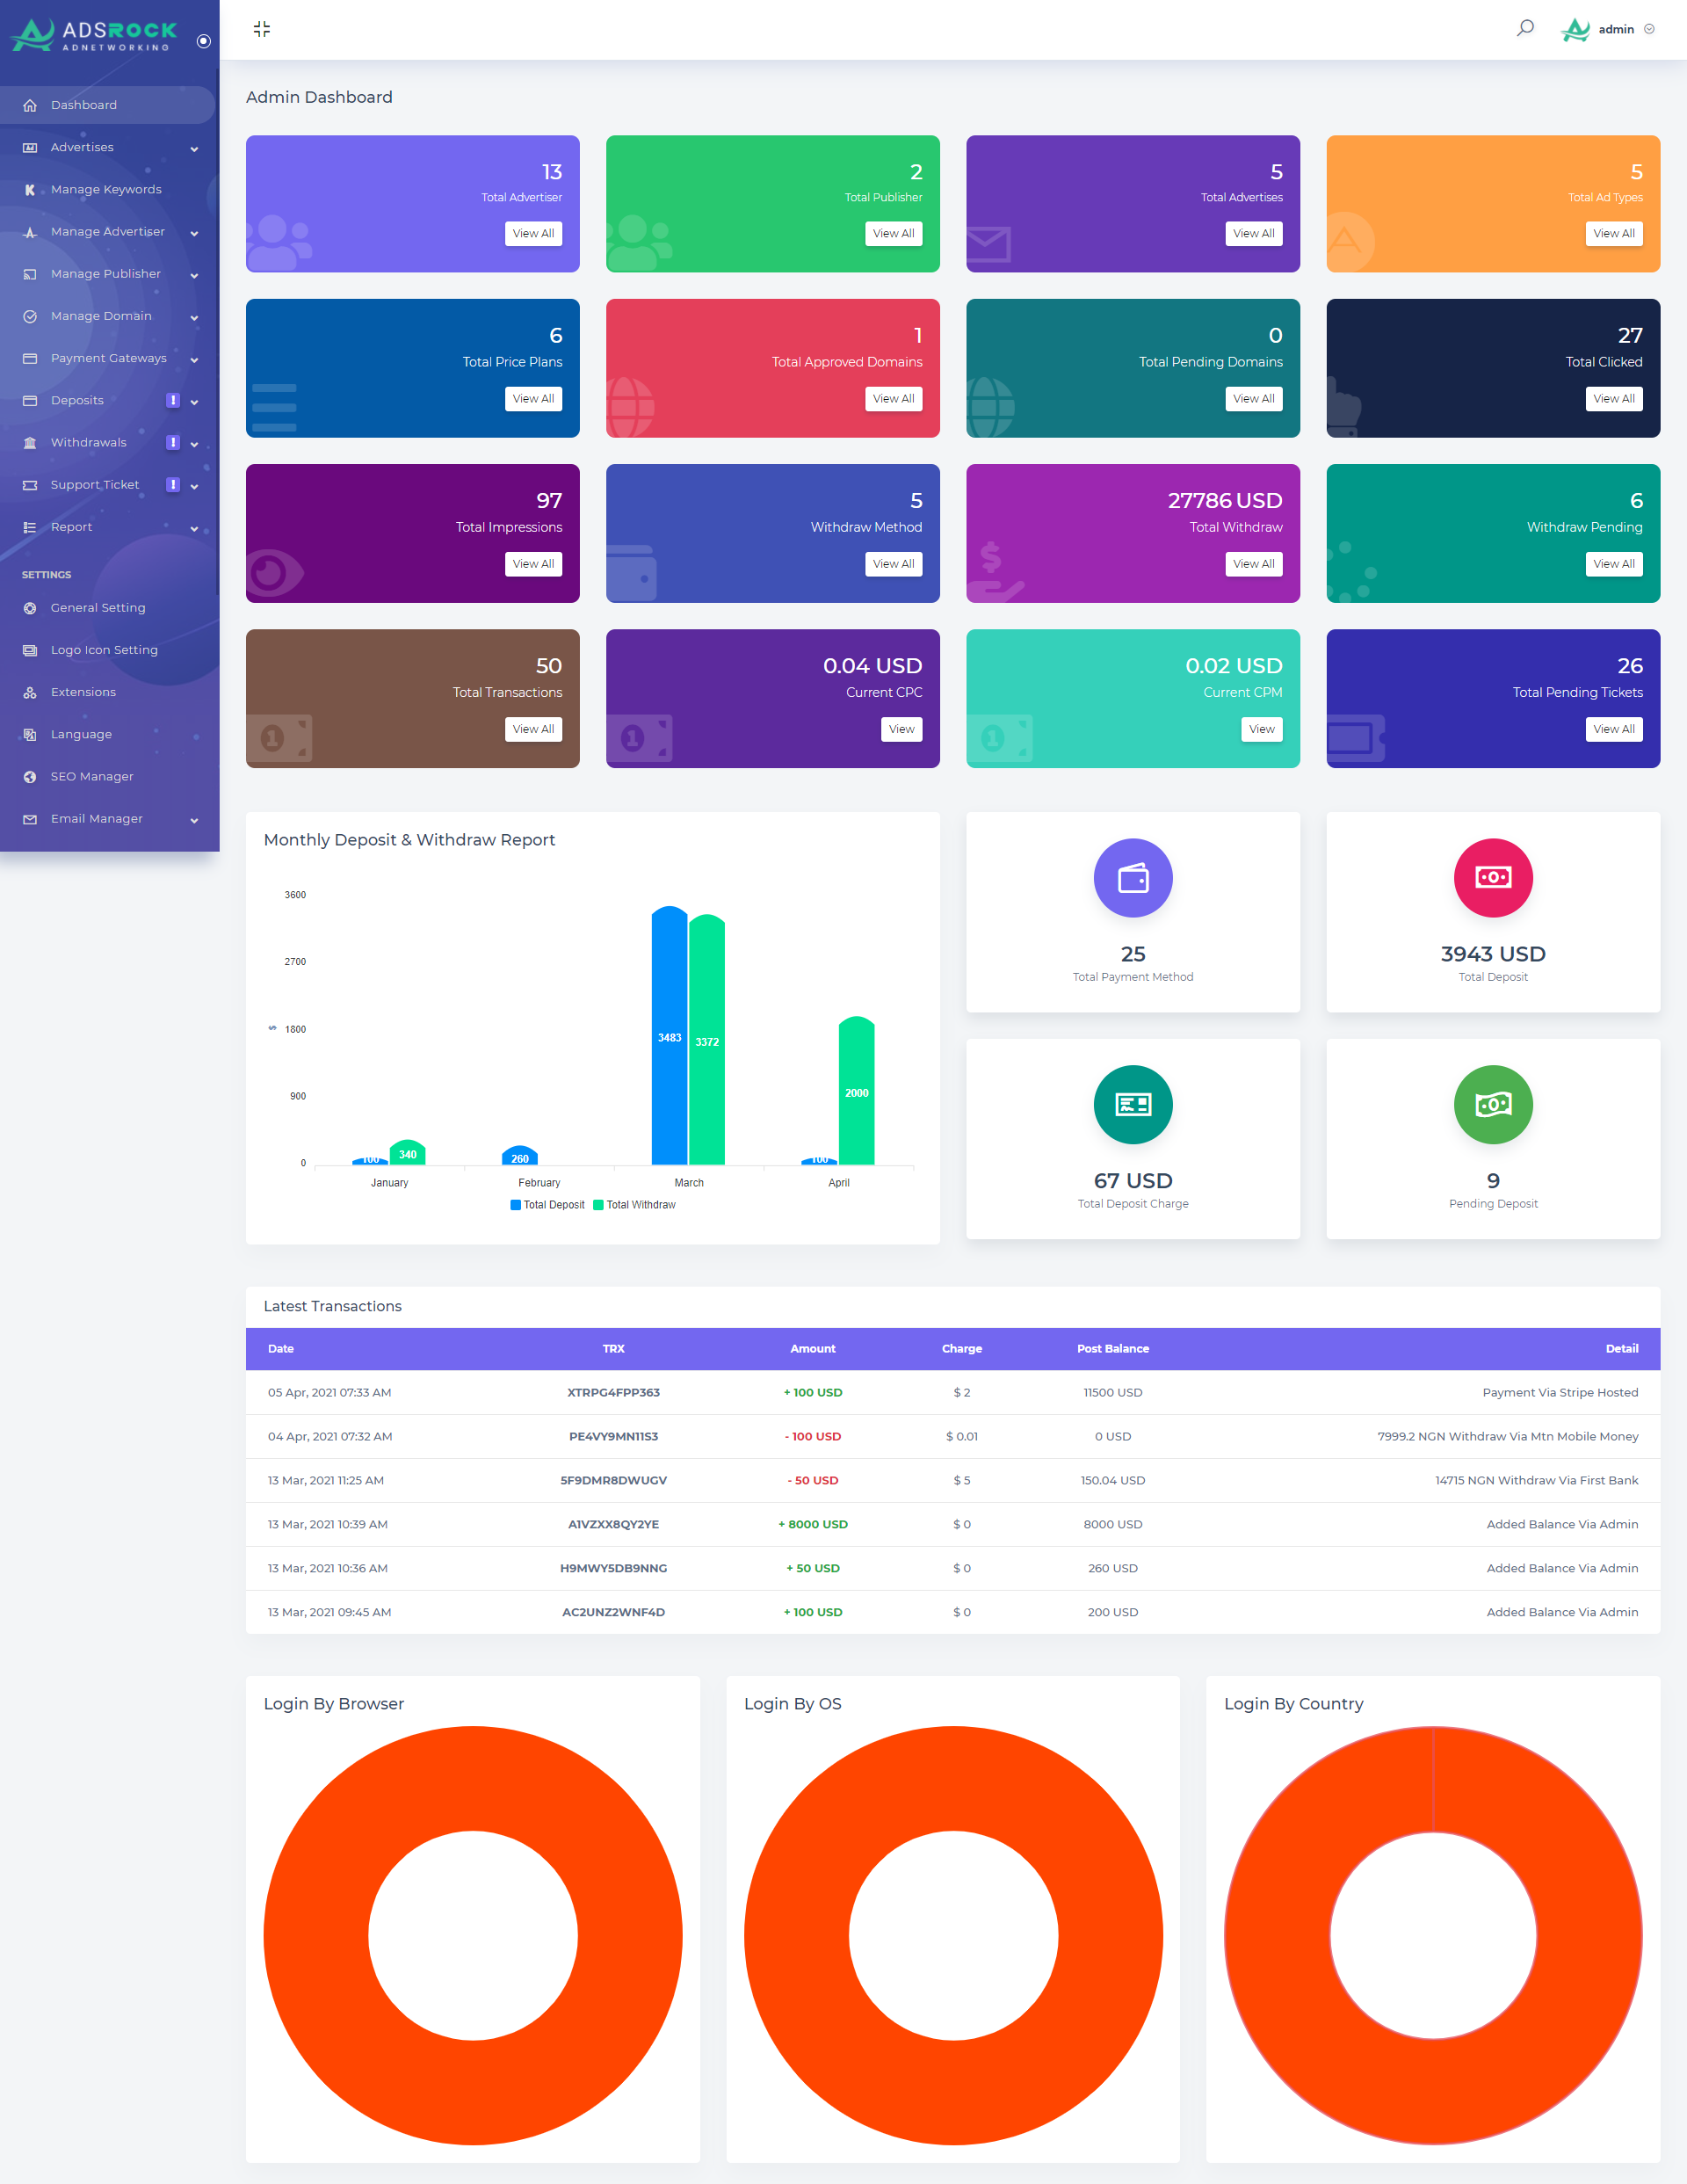 ADSROCK
ADNETWORKING
admin
Dashboard
Advertises
Manage Keywords
Manage Advertiser
Manage Publisher
Manage Domain
Payment Gateways
Deposits
Withdrawals
Support Ticket
Report
SETTINGS
General Setting
Logo Icon Setting
Extensions
Language
SEO Manager
Email Manager
Admin Dashboard
13
Total Advertiser
View All
2
Total Publisher
View All
5
Total Advertises
View All
5
Total Ad Types
View All
6
Total Price Plans
View All
1
Total Approved Domains
View All
0
Total Pending Domains
View All
27
Total Clicked
View All
97
Total Impressions
View All
5
Withdraw Method
View All
27786 USD
Total Withdraw
View All
6
Withdraw Pending
View All
50
Total Transactions
View All
0.04 USD
Current CPC
View
0.02 USD
Current CPM
View
26
Total Pending Tickets
View All
Monthly Deposit & Withdraw Report
3600
2700
$ 1800
900
0
100
340
260
3483
3372
100
2000
January February March April
Total Deposit Total Withdraw
25
Total Payment Method
3943 USD
Total Deposit
67 USD
Total Deposit Charge
9
Pending Deposit
Latest Transactions
Date TRX Amount Charge Post Balance Detail
05 Apr, 2021 07:33 AM XTRPG4FPP363 + 100 USD $ 2 11500 USD Payment Via Stripe Hosted
04 Apr, 2021 07:32 AM PE4VY9MN11S3 - 100 USD $ 0.01 0 USD 7999.2 NGN Withdraw Via Mtn Mobile Money
13 Mar, 2021 11:25 AM 5F9DMR8DWUGV - 50 USD $ 5 150.04 USD 14715 NGN Withdraw Via First Bank
13 Mar, 2021 10:39 AM A1VZXX8QY2YE + 8000 USD $ 0 8000 USD Added Balance Via Admin
13 Mar, 2021 10:36 AM H9MWY5DB9NNG + 50 USD $ 0 260 USD Added Balance Via Admin
13 Mar, 2021 09:45 AM AC2UNZ2WNF4D + 100 USD $ 0 200 USD Added Balance Via Admin
Login By Browser
Login By OS
Login By Country